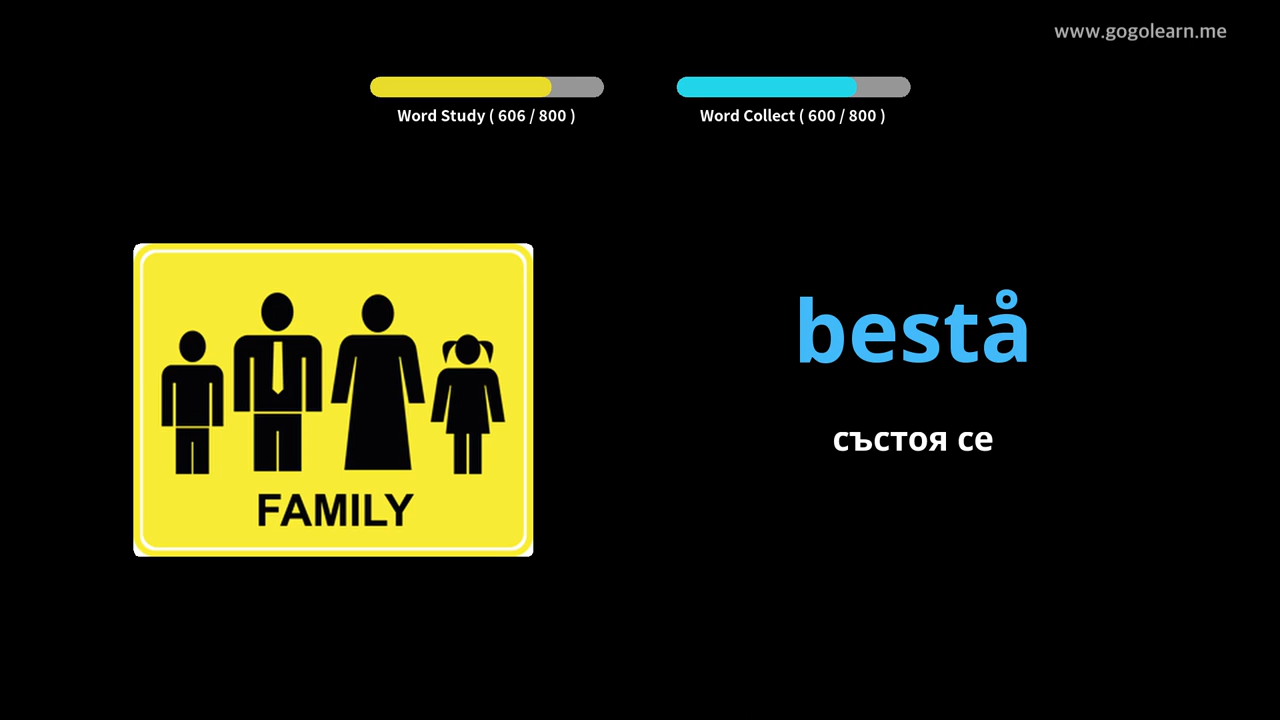 www.gogolearn.me
Word Study ( 606 / 800 )
Word Collect ( 600 / 800 )
FAMILY
bestå
състоя се